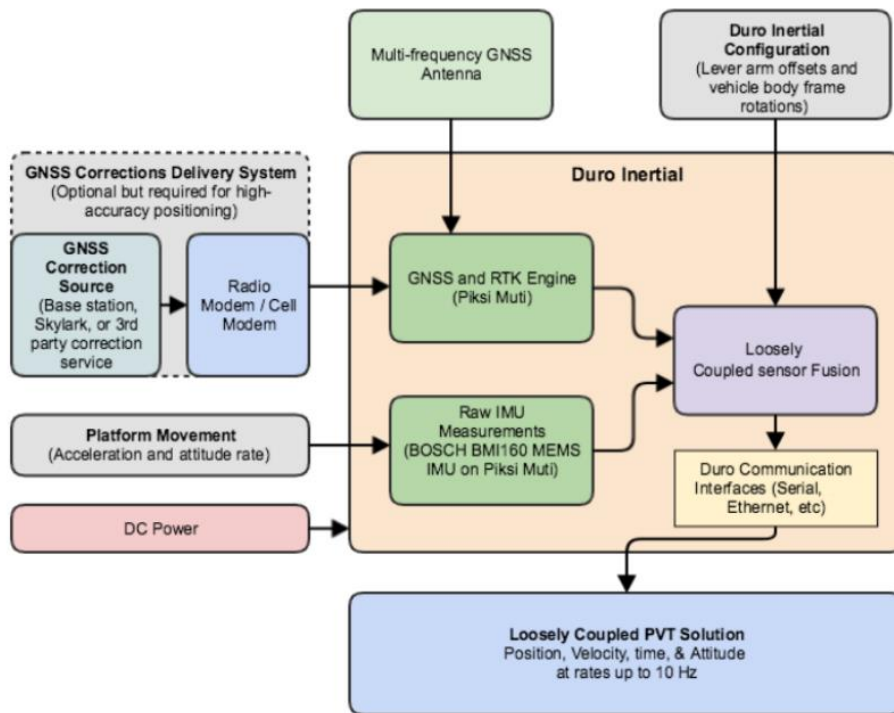 Multi-frequency GNSS
Antenna
Duro Inertial
Configuration
(Lever arm offsets and
vehicle body frame
rotations)
GNSS Corrections Delivery System
(Optional but required for high-
accuracy positioning)
GNSS
Correction
Source
(Base station,
Skylark, or 3rd
party correction
service
Radio
Modem / Cell
Modem
Duro Inertial
GNSS and RTK Engine
(Piksi Muti)
Loosely
Coupled sensor Fusion
Platform Movement
(Acceleration and attitude rate)
Raw IMU
Measurements
(BOSCH BMI160 MEMS
IMU on Piksi Muti)
Duro Communication
Interfaces (Serial,
Ethernet, etc)
DC Power
Loosely Coupled PVT Solution
Position, Velocity, time, & Attitude
at rates up to 10 Hz